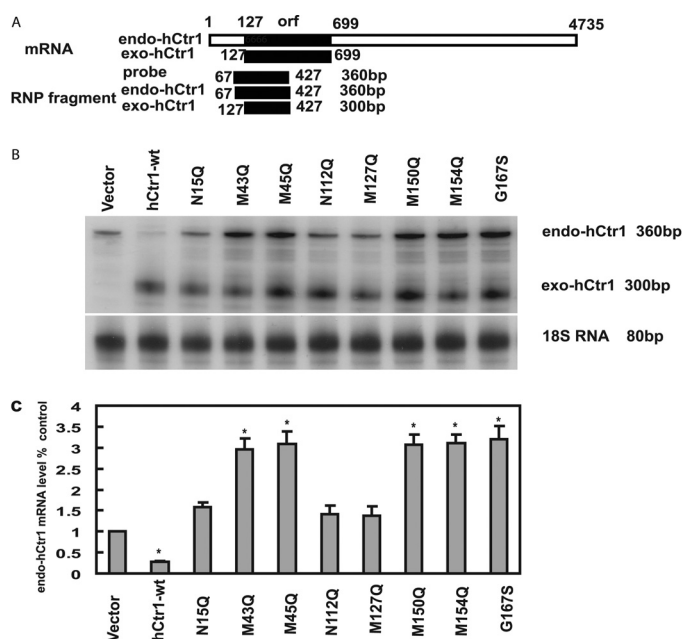 A
1 127 orf 699 4735
mRNA
endo-hCtr1
exo-hCtr1 127 699
probe 67 427 360bp
RNP fragment
endo-hCtr1 67 427 360bp
exo-hCtr1 127 427 300bp
B
Vector hCtr1-wt N15Q M43Q M45Q N112Q M127Q M150Q M154Q G167S
endo-hCtr1 360bp
exo-hCtr1 300bp
18S RNA 80bp
C
endo-hCtr1 mRNA level % control
4
3.5
3
2.5
2
1.5
1
0.5
0
* * * * * *
Vector hCtr1-wt N15Q M43Q M45Q N112Q M127Q M150Q M154Q G167S